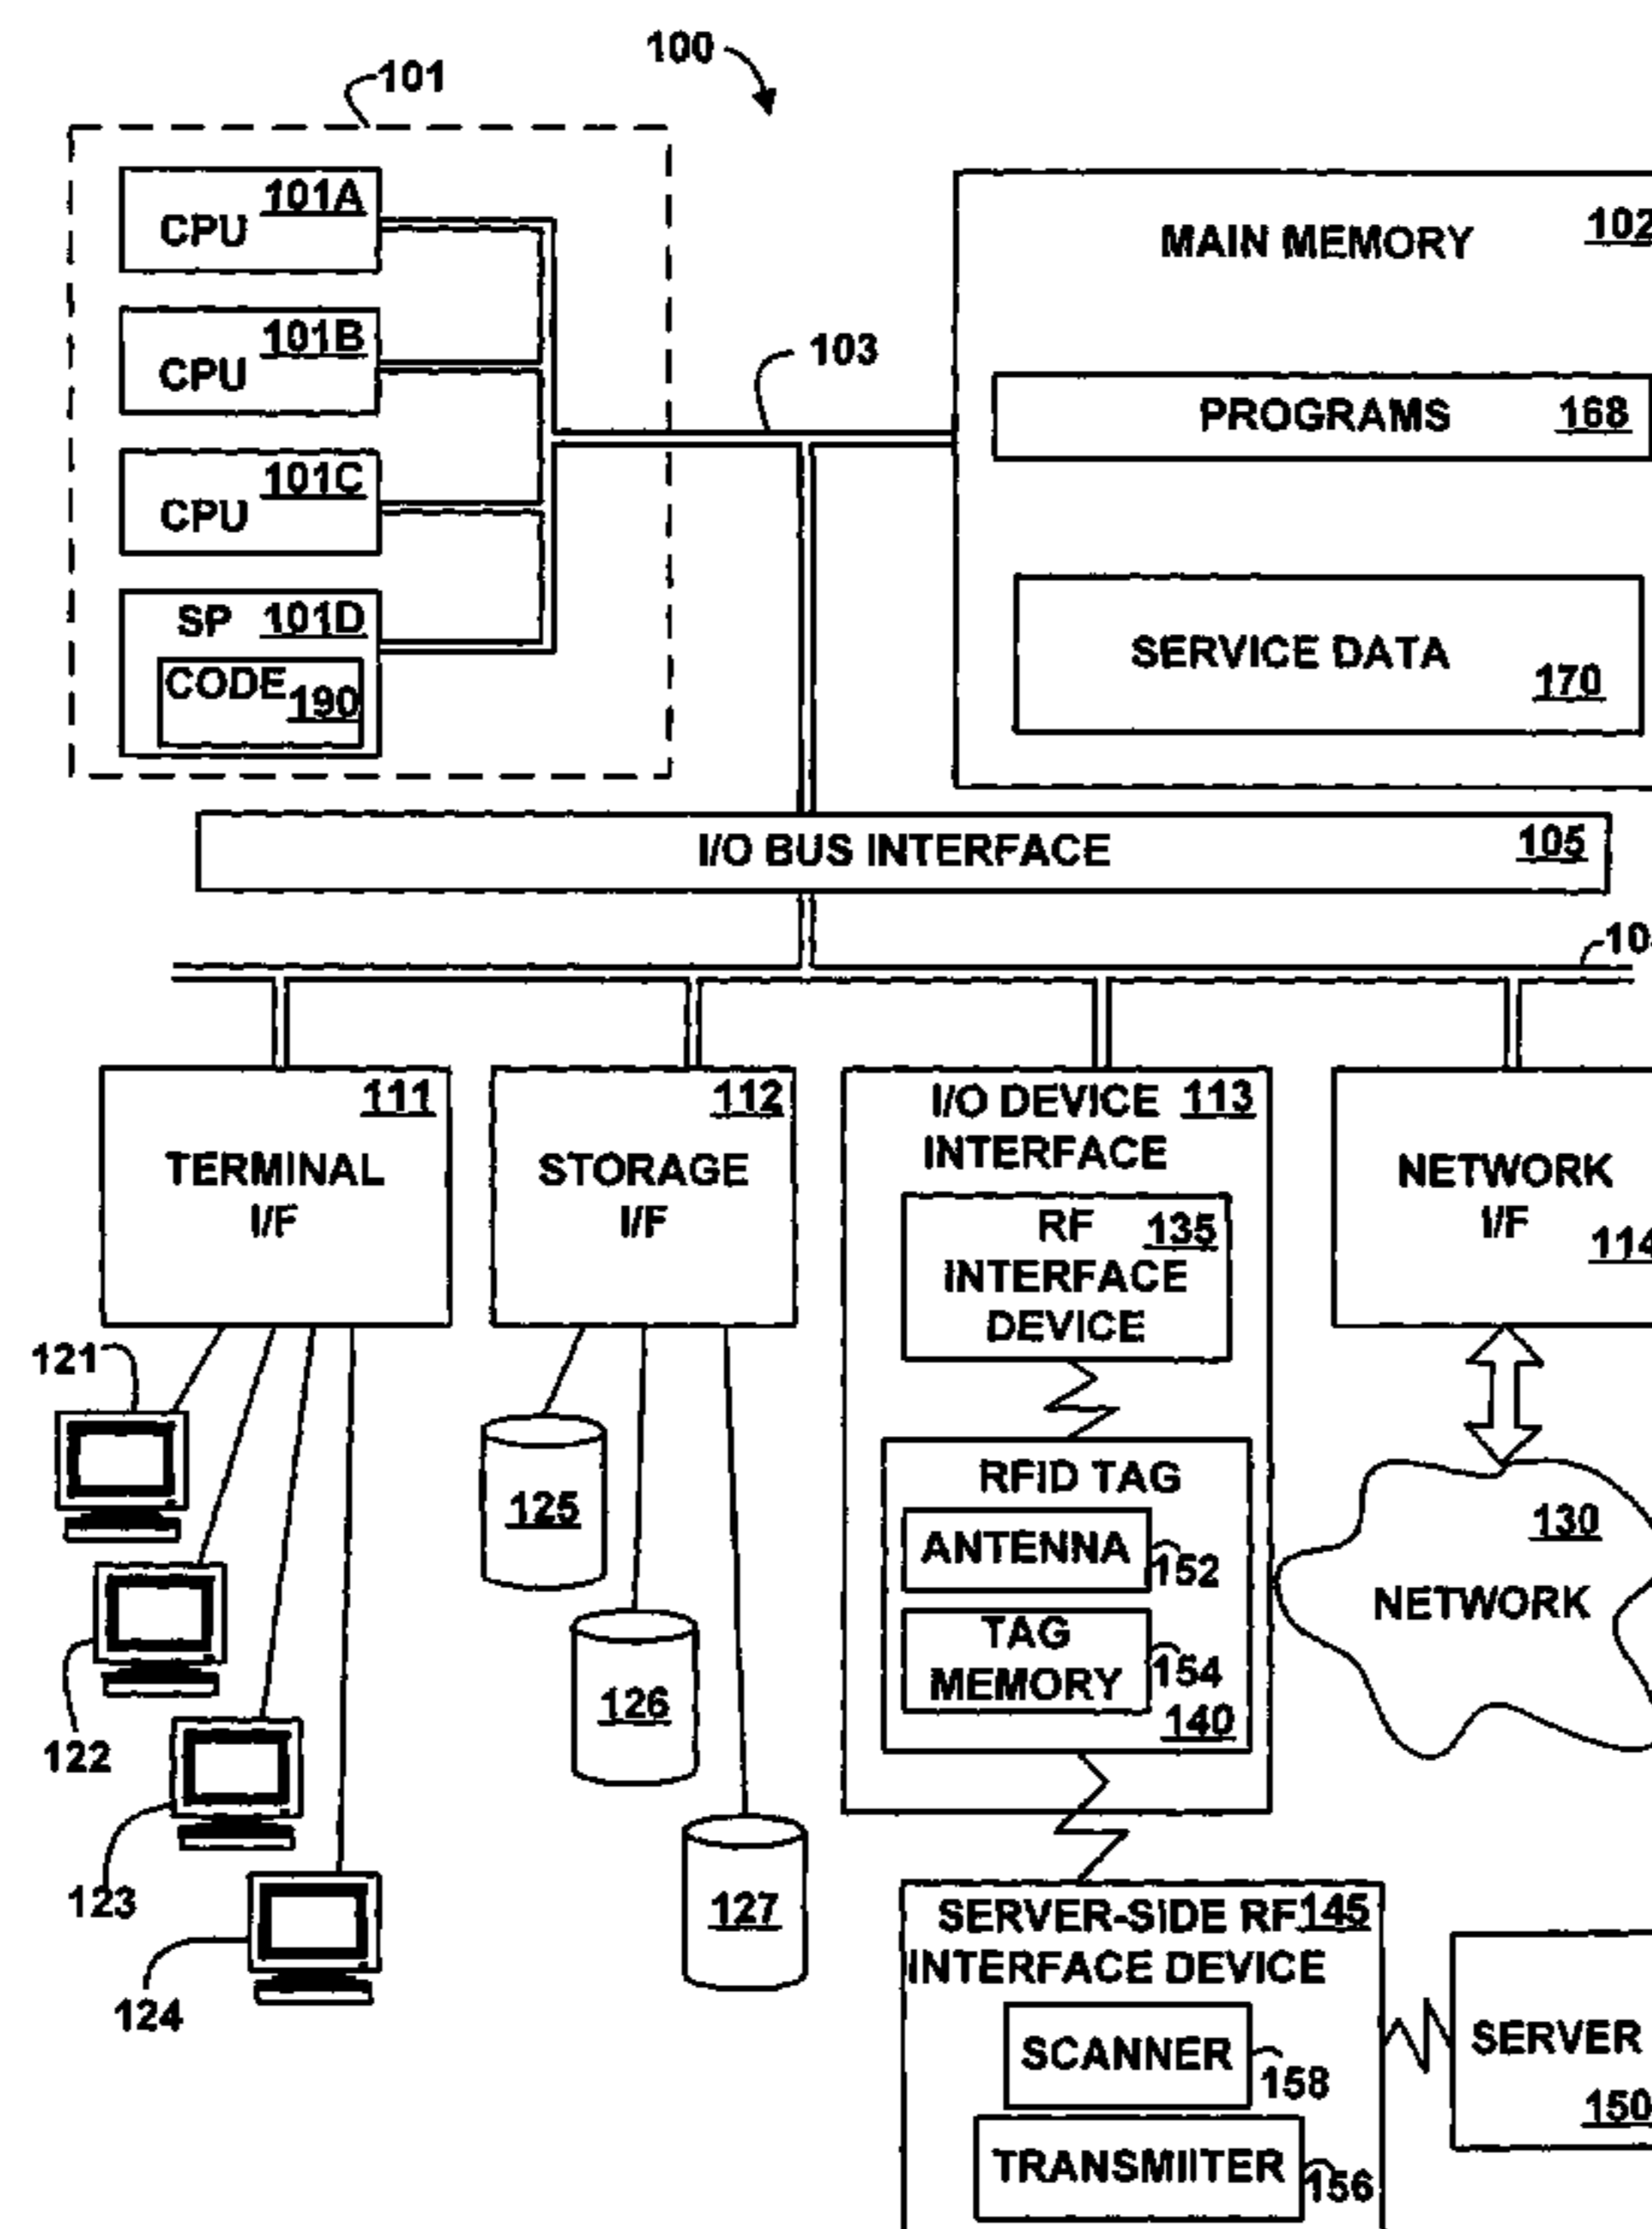 100
101
101A
CPU
101B
CPU
101C
CPU
SP 101D
CODE
190
103
MAIN MEMORY 102
PROGRAMS 168
SERVICE DATA
170
I/O BUS INTERFACE 105
10
111
TERMINAL
I/F
112
STORAGE
I/F
I/O DEVICE 113
INTERFACE
RF 135
INTERFACE
DEVICE
NETWORK
I/F
114
121
122
123
124
125
126
127
RFID TAG
ANTENNA
152
TAG
MEMORY
154
140
130
NETWORK
SERVER-SIDE RF 145
INTERFACE DEVICE
SCANNER
158
TRANSMIITER
156
SERVER
150